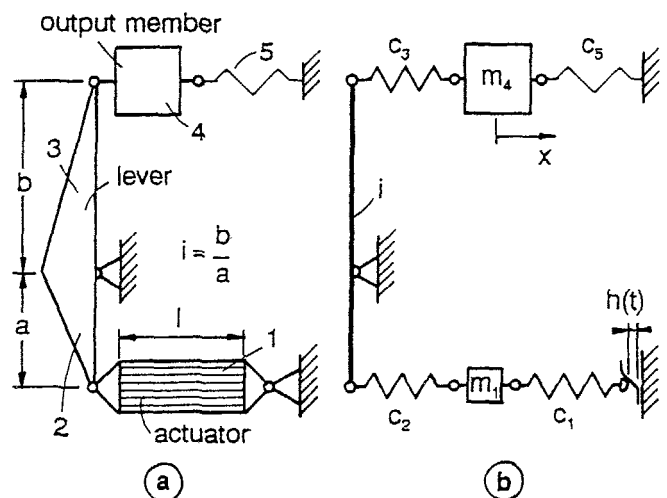 output member
5
4
3
b
lever
i = b/a
a
l
1
2
actuator
a
c3
m4
c5
x
i
h(t)
c2
m1
c1
b